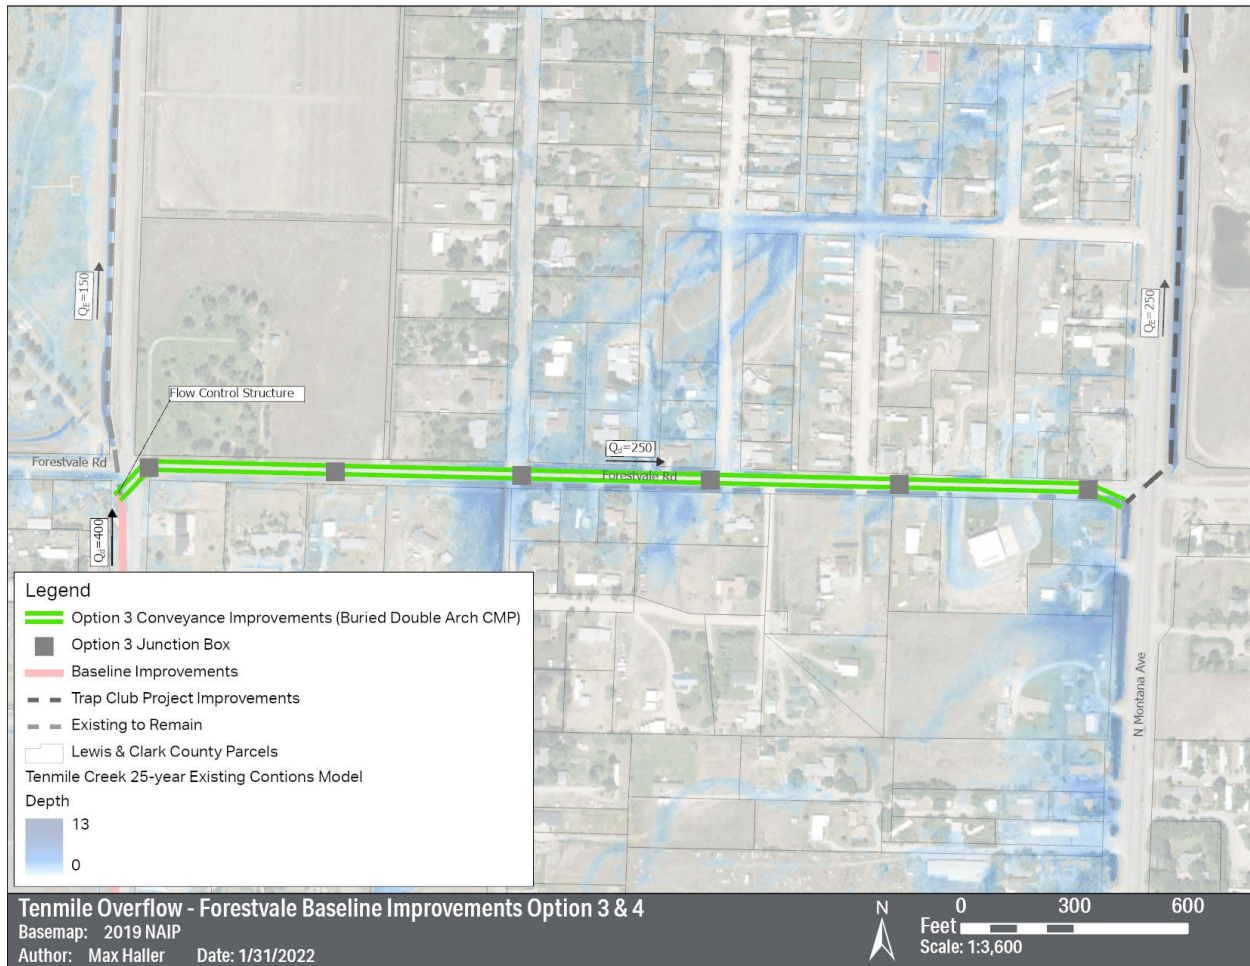 Q_E=150
Q_E=250
Flow Control Structure
Q_d=250
Forestvale Rd
Forestvale Rd
Q_d=400
N Montana Ave
Legend
Option 3 Conveyance Improvements (Buried Double Arch CMP)
Option 3 Junction Box
Baseline Improvements
Trap Club Project Improvements
Existing to Remain
Lewis & Clark County Parcels
Tenmile Creek 25-year Existing Contions Model
Depth
13
0
Tenmile Overflow - Forestvale Baseline Improvements Option 3 & 4
Basemap: 2019 NAIP
Author: Max Haller Date: 1/31/2022
N
0 300 600
Feet
Scale: 1:3,600